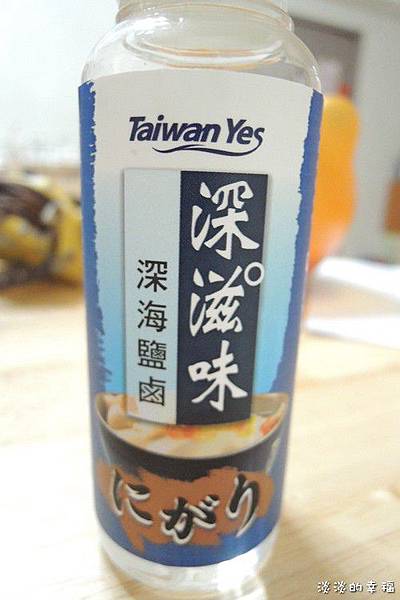 Taiwan Yes
深滋味
深海鹽鹵
にがり
淡淡的幸福